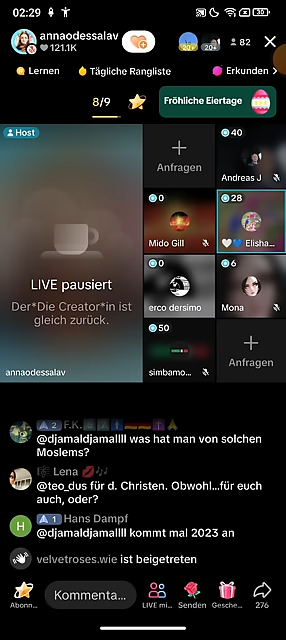 02:29
30
annaodessalav
121.1K
20+
20+
82
Lernen
Tägliche Rangliste
Erkunden
8/9
Fröhliche Eiertage
Host
LIVE pausiert
Der*Die Creator*in ist
gleich zurück.
annaodessalav
Anfragen
40
Andreas J
0
Mido Gill
28
Elisha...
0
erco dersimo
6
Mona
50
simbamo...
Anfragen
2 F.K.
@djamaldjamallll was hat man von solchen
Moslems?
Lena
@teo_dus für d. Christen. Obwohl...für euch
auch, oder?
H
1 Hans Dampf
@djamaldjamallll kommt mal 2023 an
velvetroses.wie ist beigetreten
Abonn...
Kommenta...
LIVE mi...
Senden
Gesche...
276